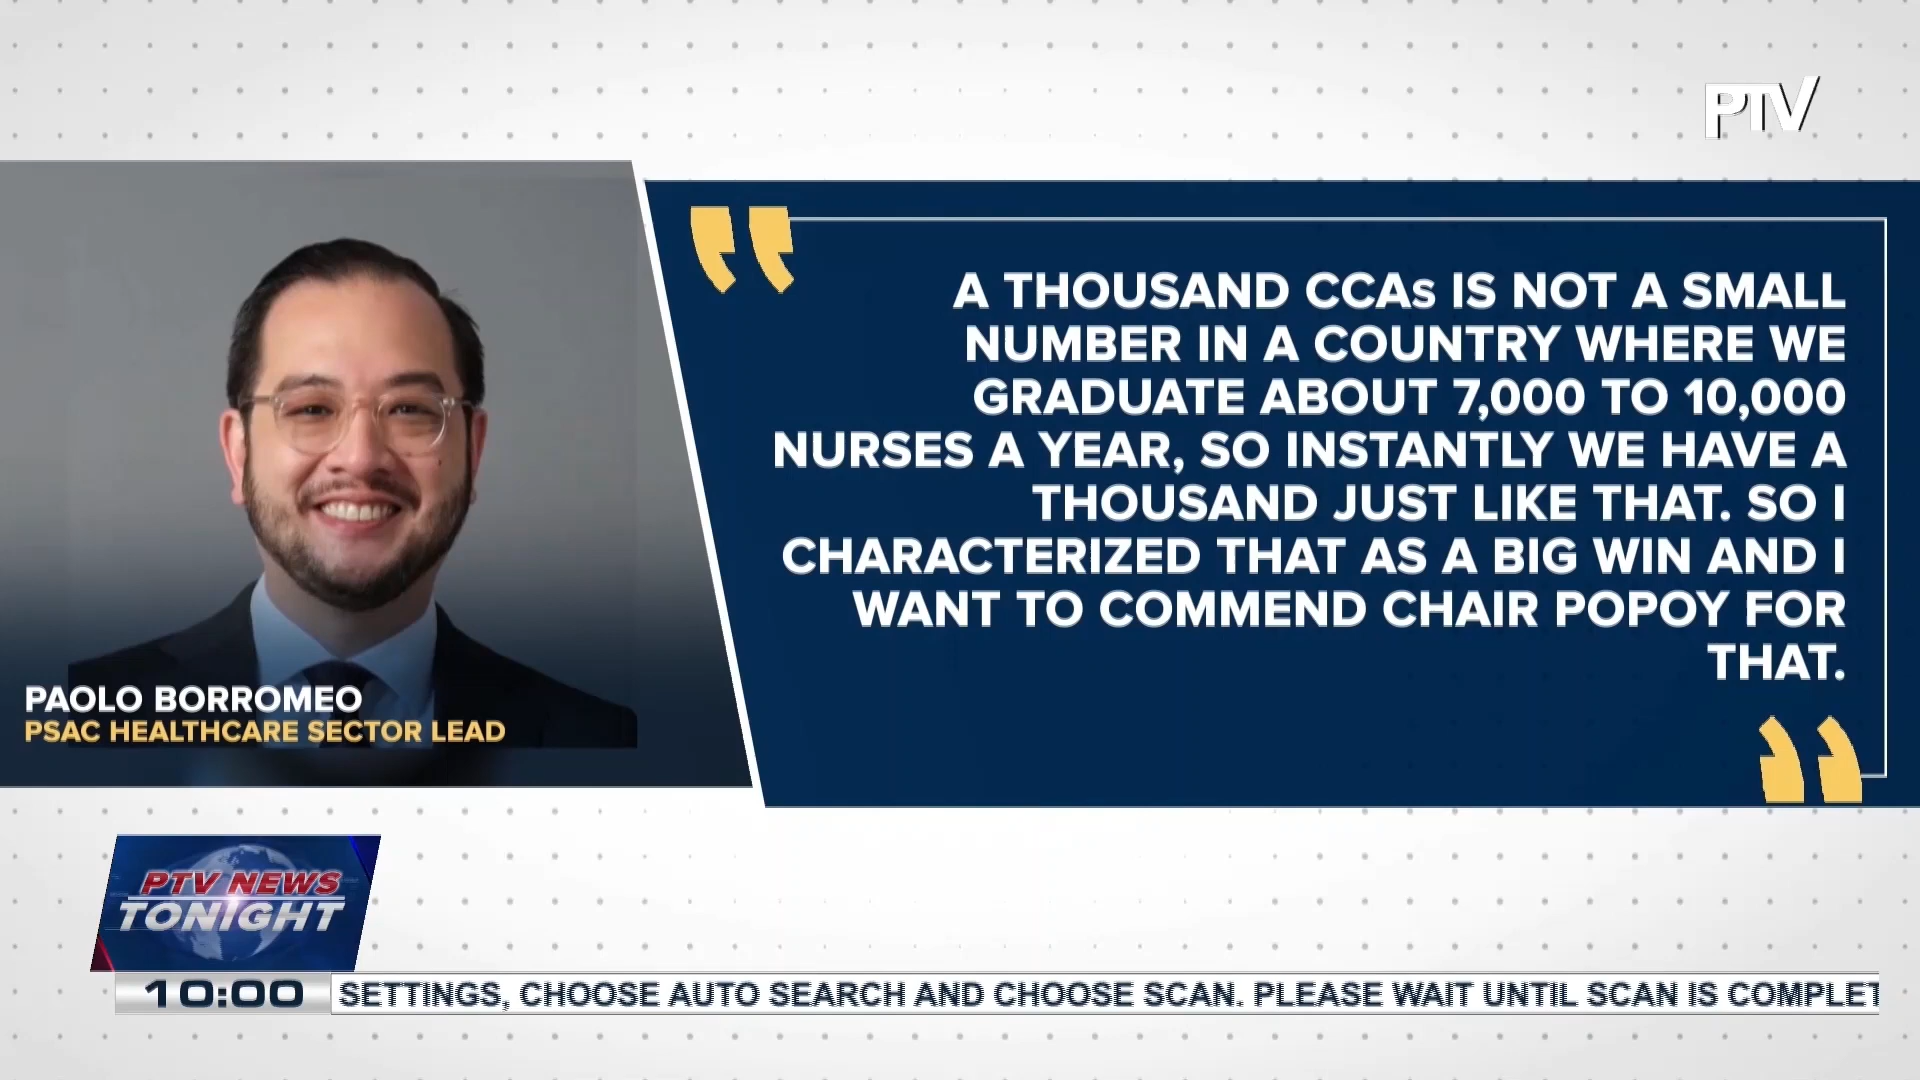 PTV
A THOUSAND CCAs IS NOT A SMALL
NUMBER IN A COUNTRY WHERE WE
GRADUATE ABOUT 7,000 TO 10,000
NURSES A YEAR, SO INSTANTLY WE HAVE A
THOUSAND JUST LIKE THAT. SO I
CHARACTERIZED THAT AS A BIG WIN AND I
WANT TO COMMEND CHAIR POPOY FOR
THAT.
PAOLO BORROMEO
PSAC HEALTHCARE SECTOR LEAD
PTV NEWS
TONIGHT
10:00 SETTINGS, CHOOSE AUTO SEARCH AND CHOOSE SCAN. PLEASE WAIT UNTIL SCAN IS COMPLET